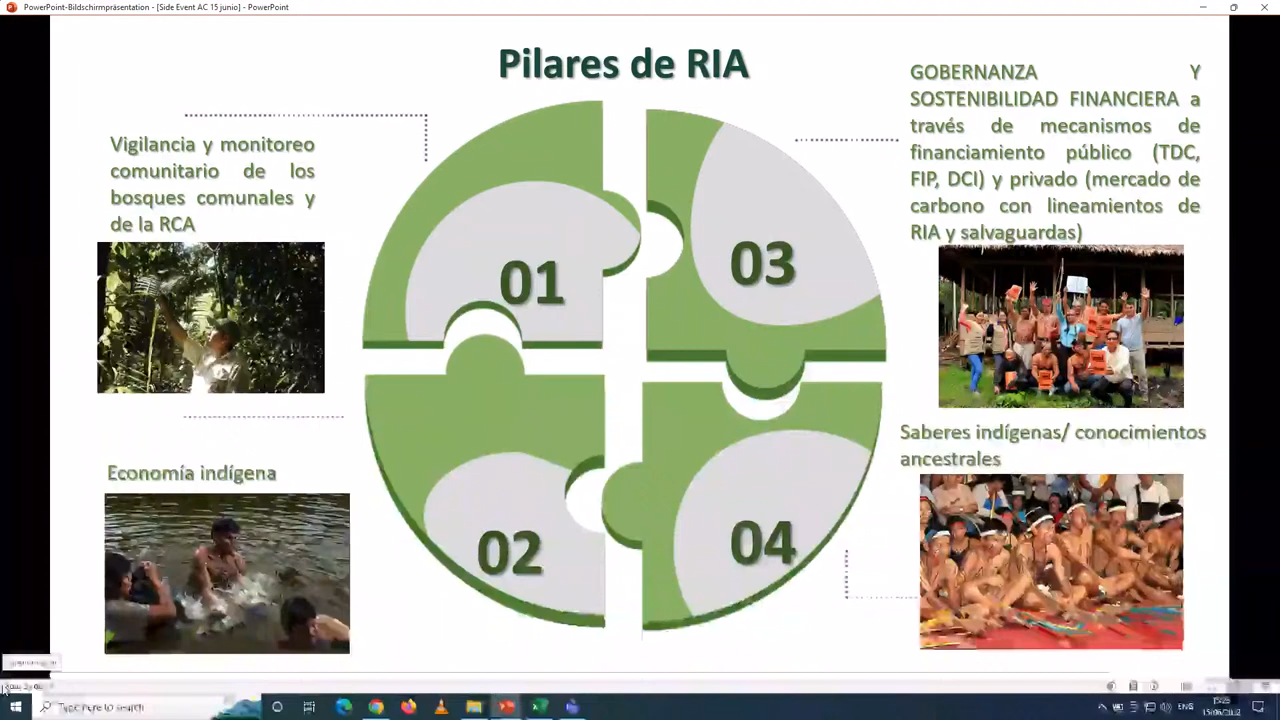 PowerPoint-Bildschirmpräsentation - [Side Event AC 15 junio] - PowerPoint
Pilares de RIA
Vigilancia y monitoreo
comunitario de los
bosques comunales y
de la RCA
01
Economía indígena
02
GOBERNANZA Y
SOSTENIBILIDAD FINANCIERA a
través de mecanismos de
financiamiento público (TDC,
FIP, DCI) y privado (mercado de
carbono con lineamientos de
RIA y salvaguardas)
03
Saberes indígenas/ conocimientos
ancestrales
04
Type here to search